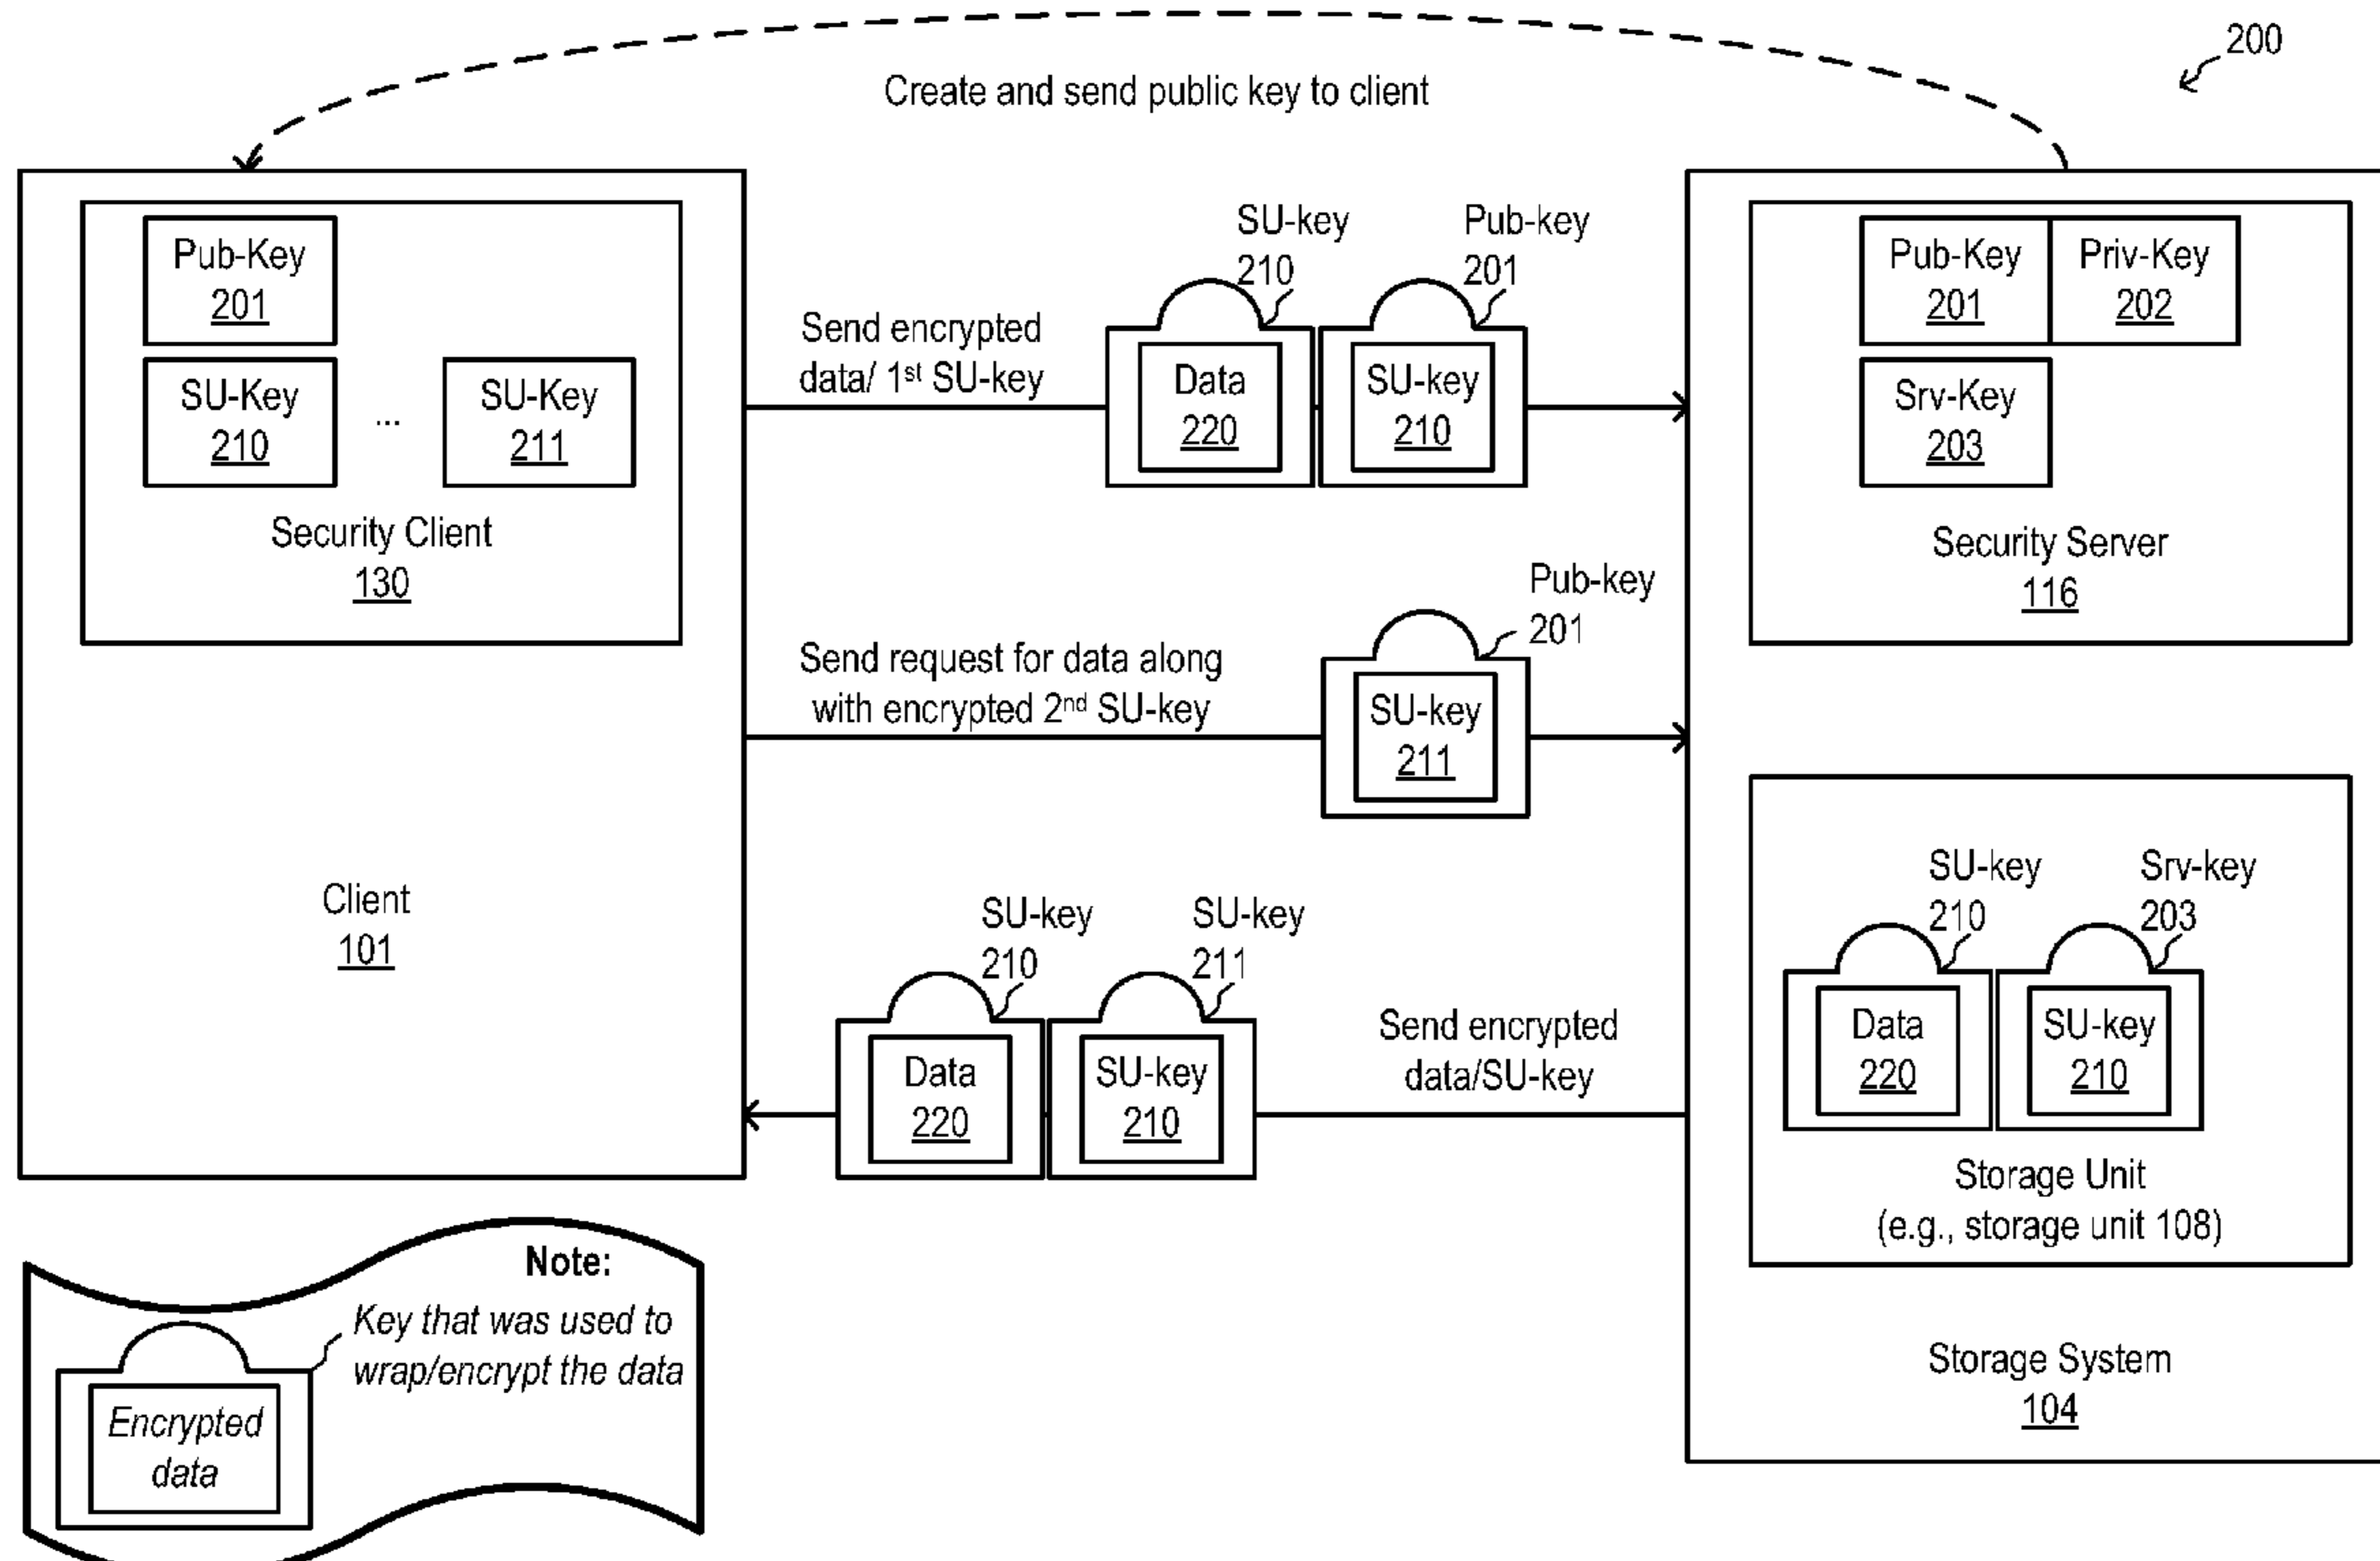 200
Create and send public key to client
Pub-Key
201
SU-Key
210
...
SU-Key
211
Security Client
130
Client
101
Send encrypted
data/ 1st SU-key
SU-key
210
Pub-key
201
Data
220
SU-key
210
Send request for data along
with encrypted 2nd SU-key
Pub-key
201
SU-key
211
SU-key
210
SU-key
211
Data
220
SU-key
210
Send encrypted
data/SU-key
Pub-Key
201
Priv-Key
202
Srv-Key
203
Security Server
116
SU-key
210
Srv-key
203
Data
220
SU-key
210
Storage Unit
(e.g., storage unit 108)
Storage System
104
Note:
Key that was used to
wrap/encrypt the data
Encrypted
data